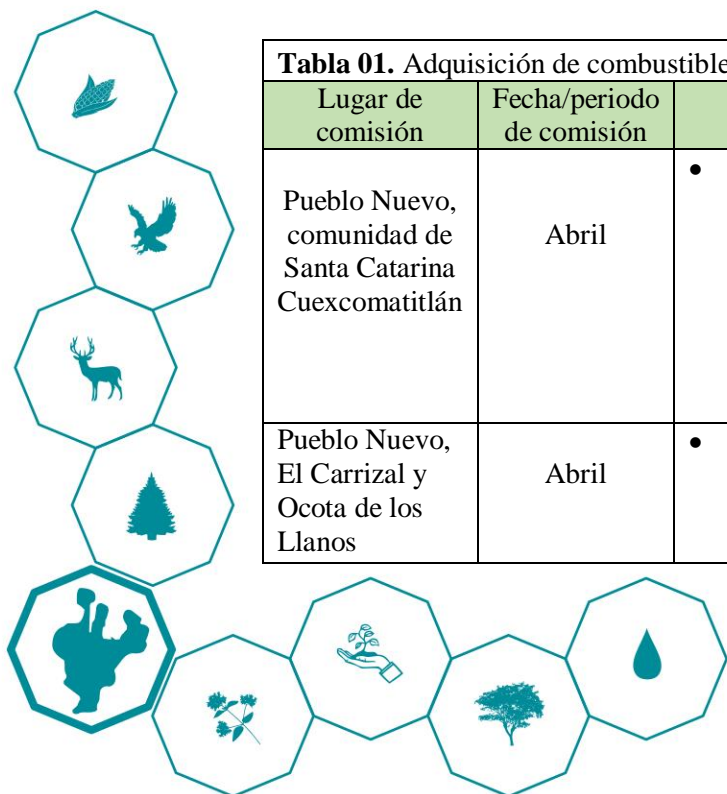 Tabla 01. Adquisición de combustible
Lugar de comisión
Fecha/periodo de comisión
Pueblo Nuevo,
comunidad de
Santa Catarina
Cuexcomatitlán
Abril
•
Pueblo Nuevo,
El Carrizal y
Ocota de los
Llanos
Abril
•